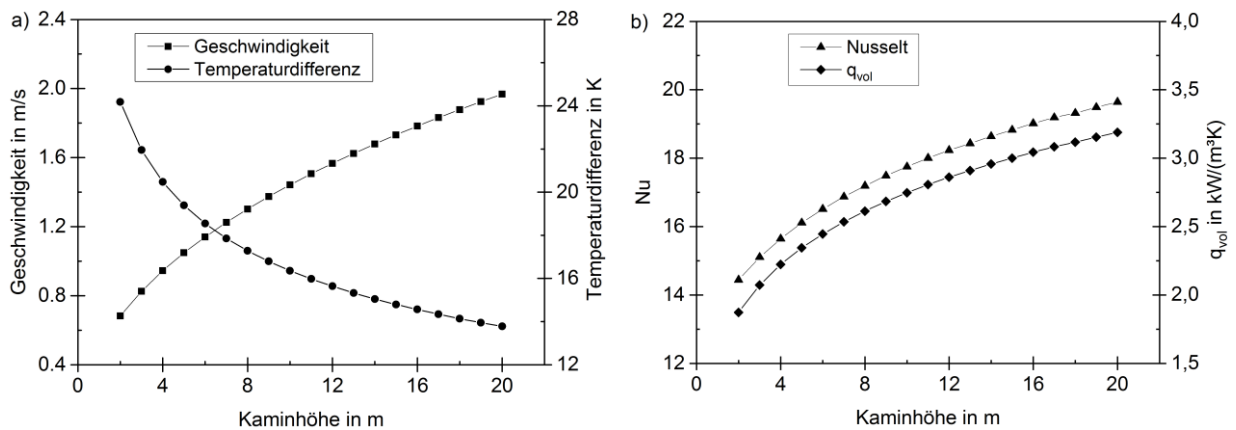 a)
2.4
2.0
1.6
1.2
0.8
0.4
Geschwindigkeit in m/s
Geschwindigkeit
Temperaturdifferenz
28
24
20
16
12
Temperaturdifferenz in K
0 4 8 12 16 20
Kaminhöhe in m
b)
22
20
18
16
14
12
Nu
Nusselt
qvol
4,0
3,5
3,0
2,5
2,0
1,5
qvol in kW/(m³K)
0 4 8 12 16 20
Kaminhöhe in m